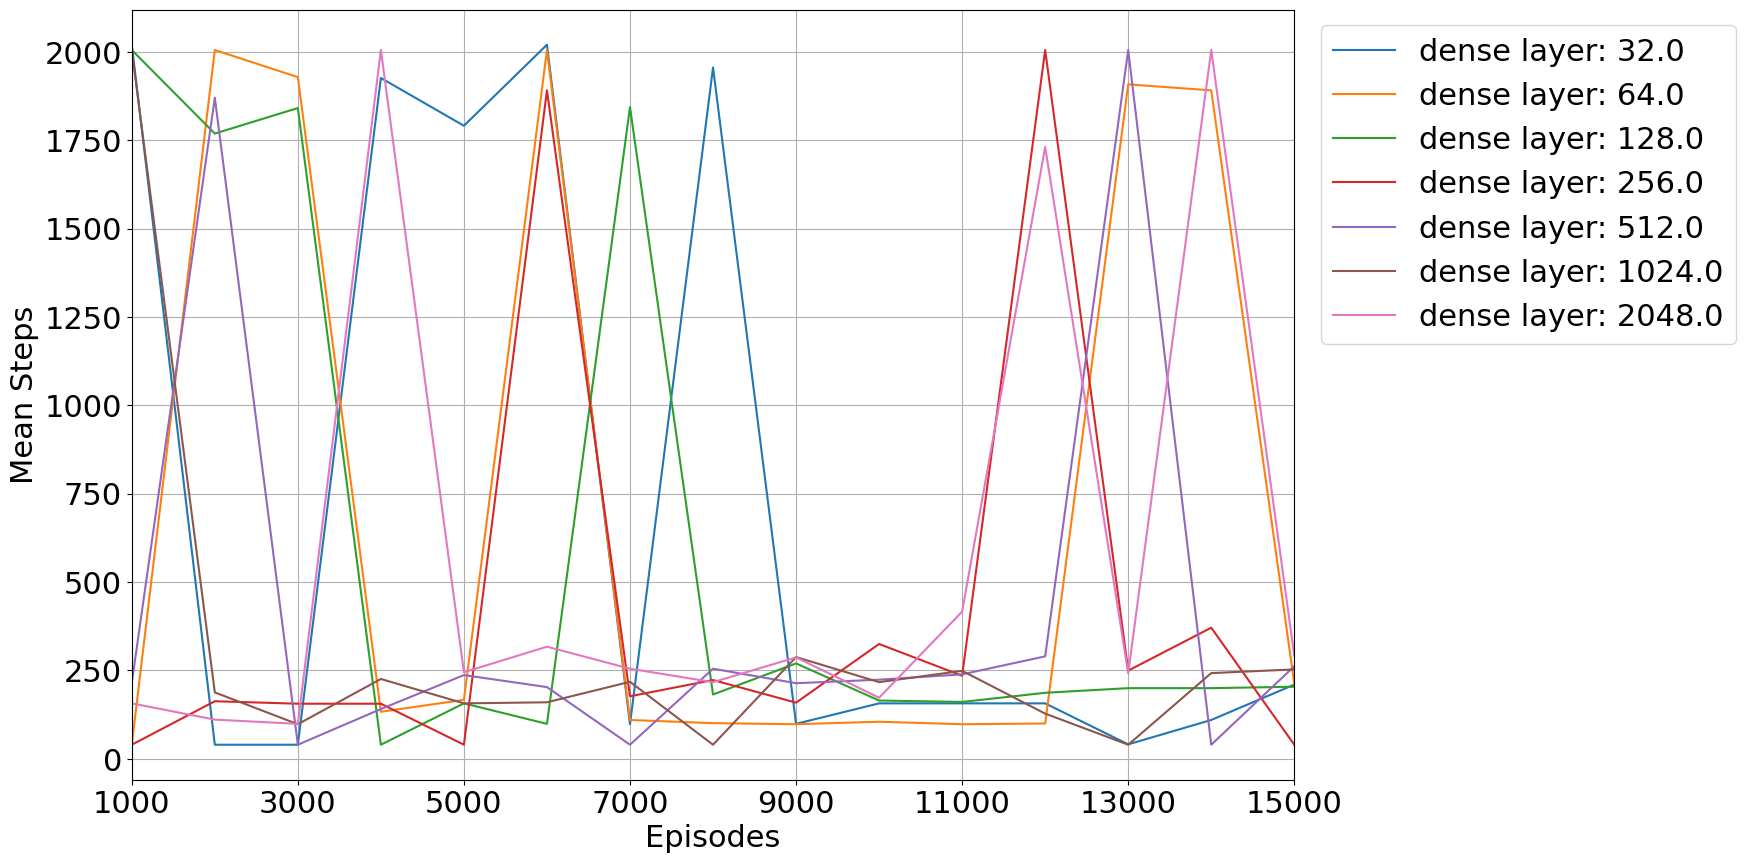 2000
1750
1500
1250
1000
750
500
250
0
Mean Steps
1000 3000 5000 7000 9000 11000 13000 15000
Episodes
dense layer: 32.0
dense layer: 64.0
dense layer: 128.0
dense layer: 256.0
dense layer: 512.0
dense layer: 1024.0
dense layer: 2048.0